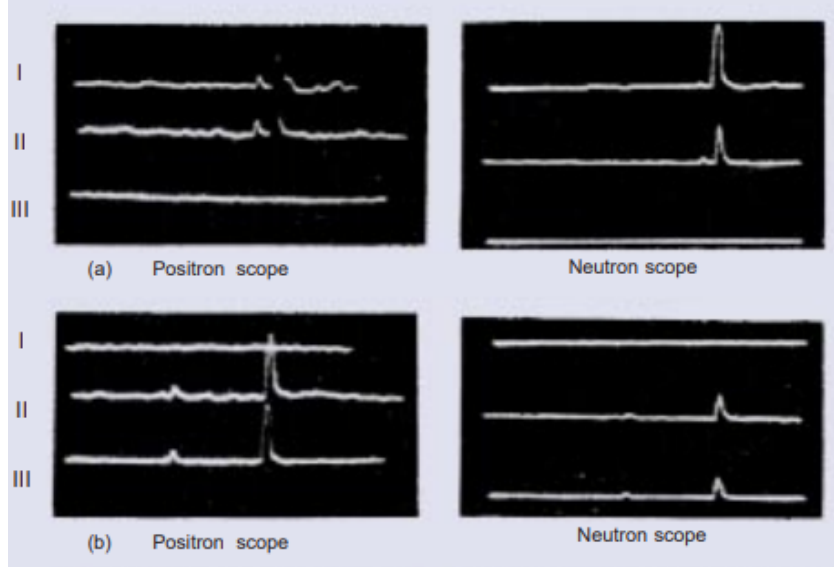 I
II
III
(a) Positron scope
Neutron scope
I
II
III
(b) Positron scope
Neutron scope